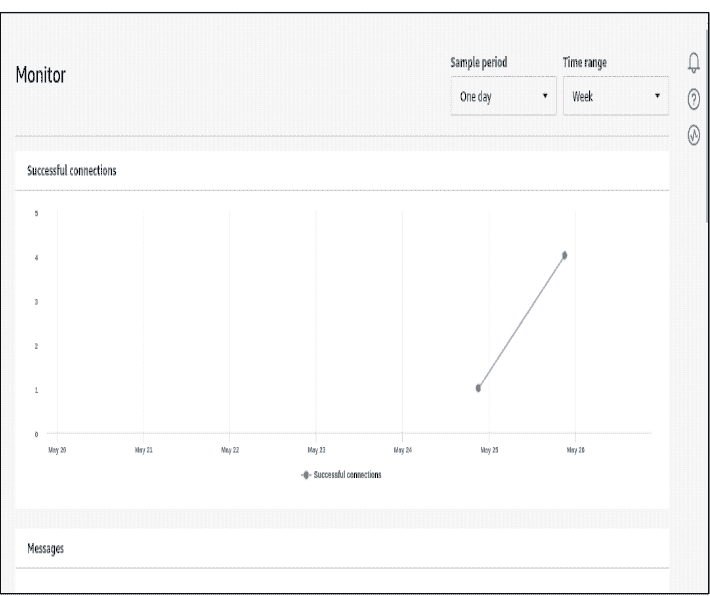 Monitor
Sample period
Time range
One day
Week
Successful connections
5
4
3
2
1
0
May 20
May 21
May 22
May 23
May 24
May 25
May 26
Successful connections
Messages